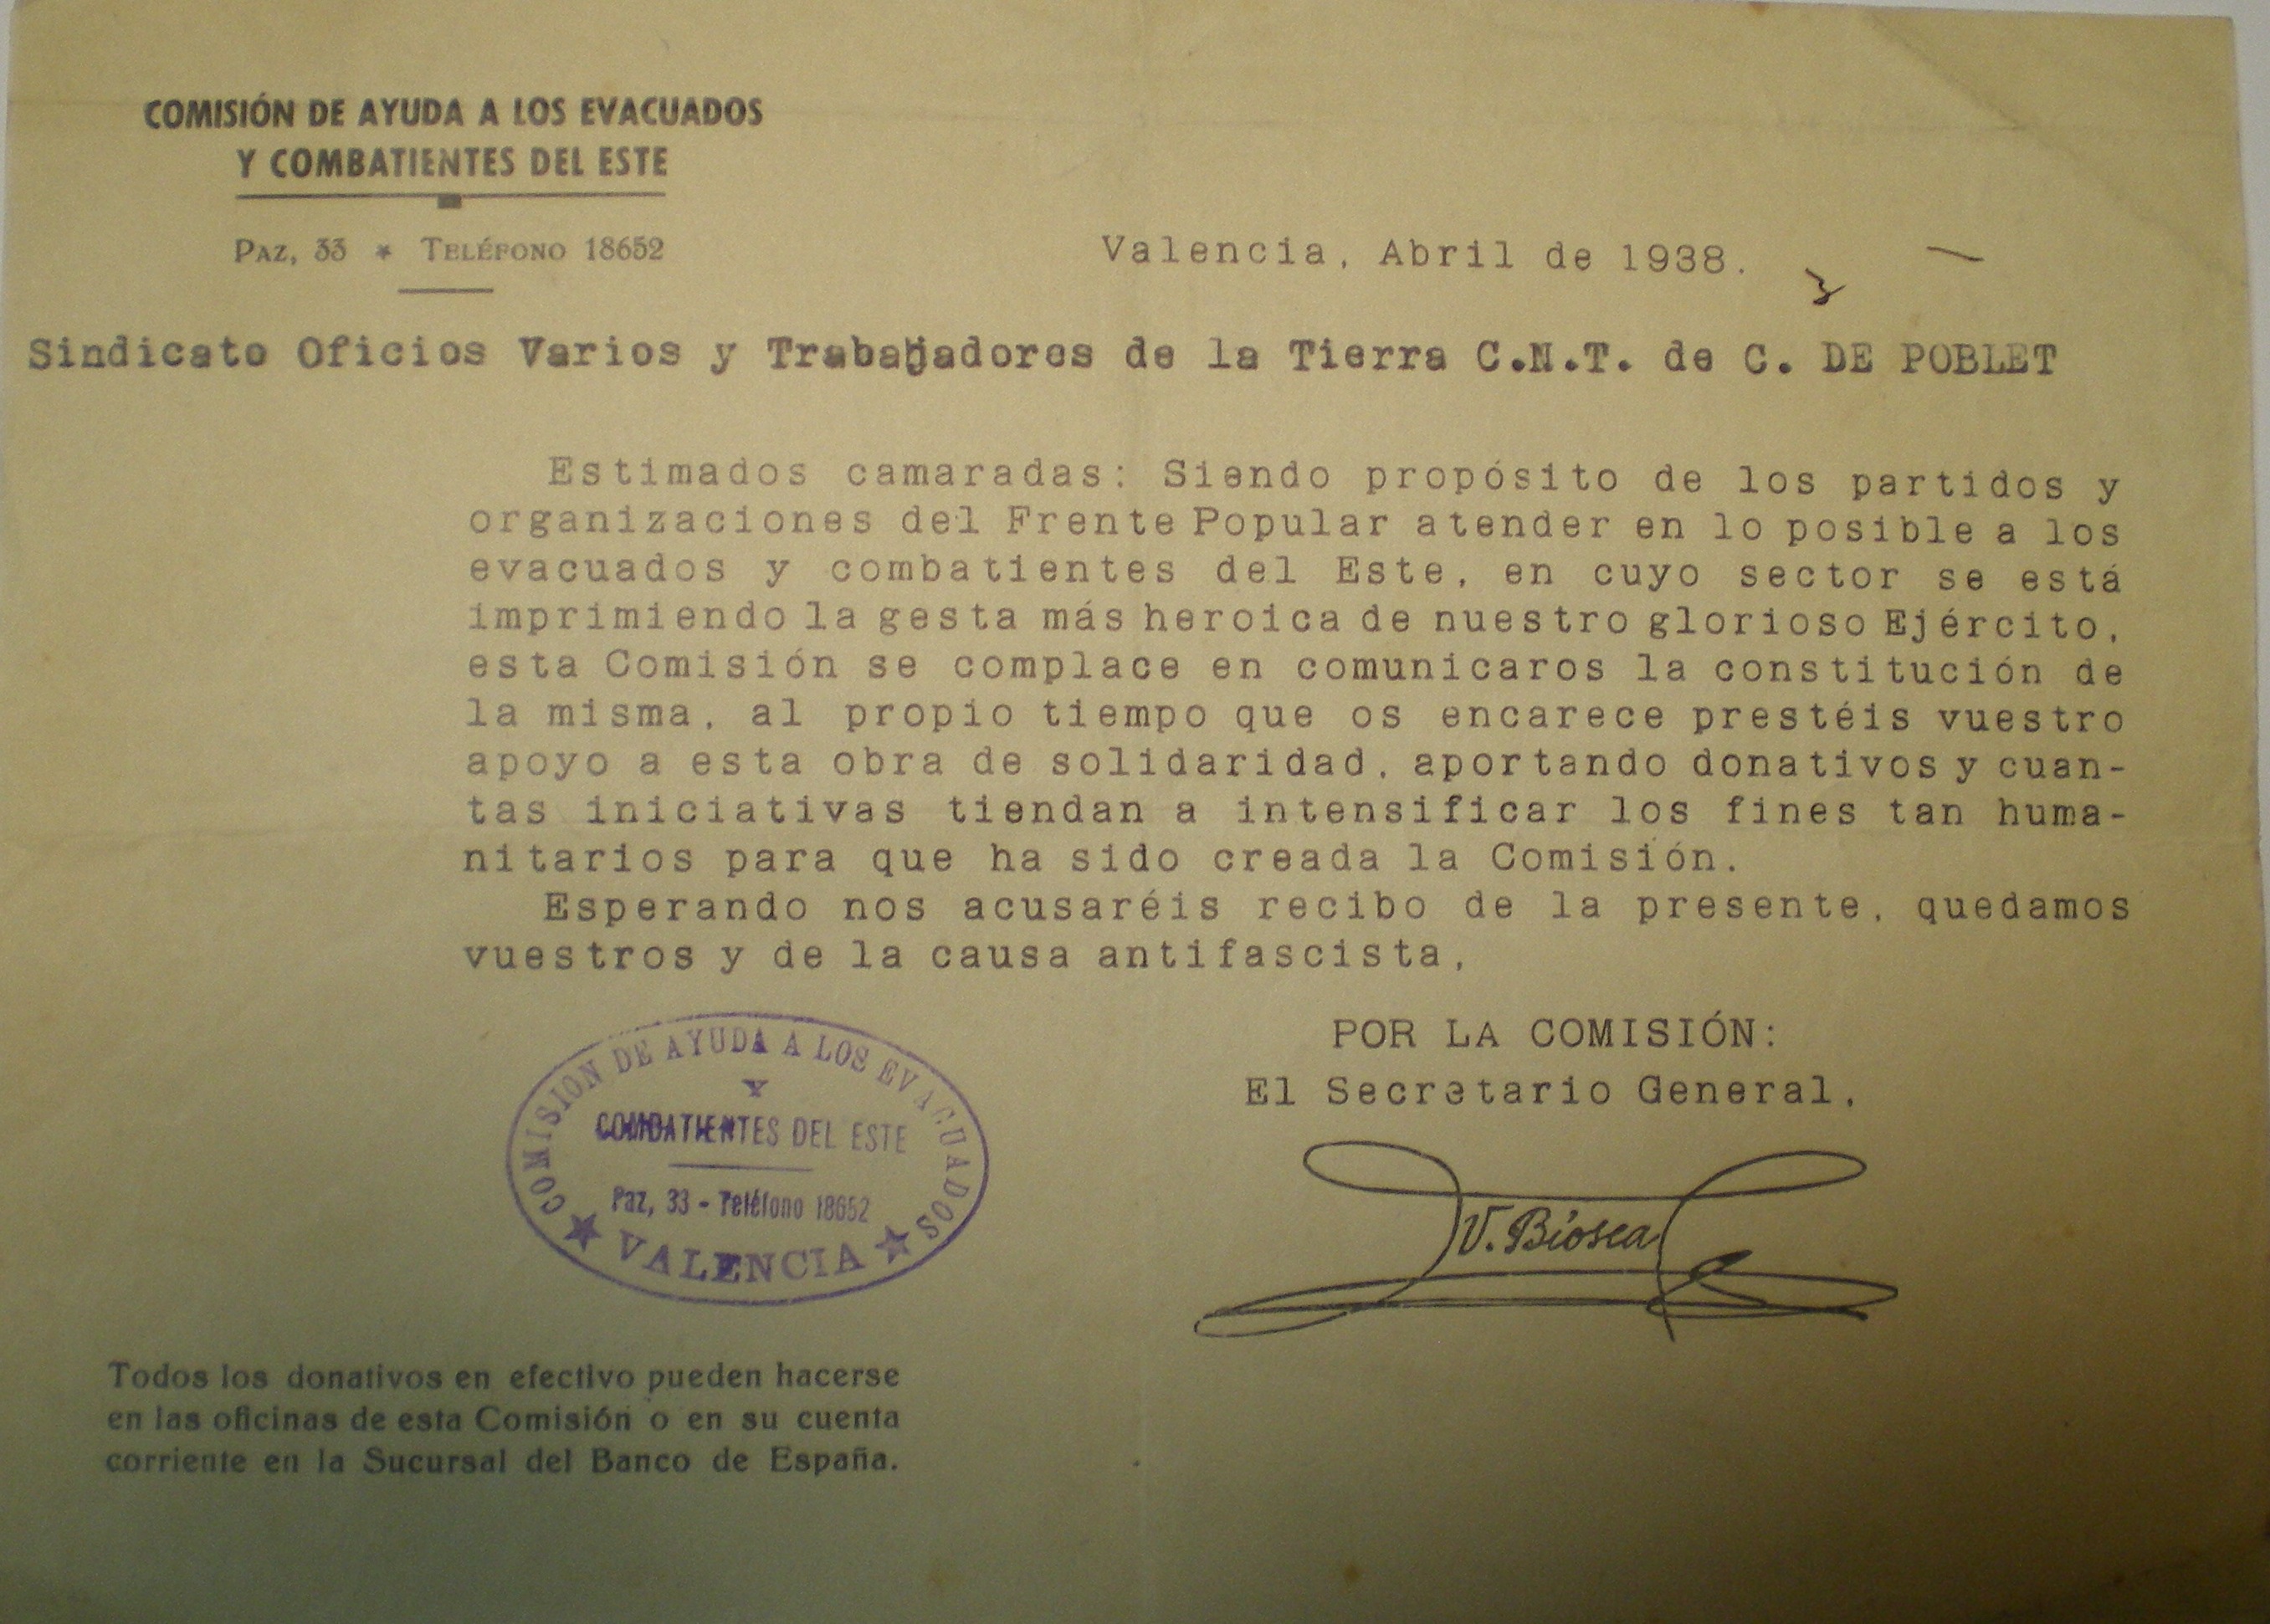 COMISIÓN DE AYUDA A LOS EVACUADOS
Y COMBATIENTES DEL ESTE
PAZ, 33 * TELÉFONO 18652
Valencia, Abril de 1938.
Sindicato Oficios Varios y Trabajadores de la Tierra C.N.T. de C. DE POBLET
Estimados camaradas: Siendo propósito de los partidos y
organizaciones del Frente Popular atender en lo posible a los
evacuados y combatientes del Este, en cuyo sector se está
imprimiendo la gesta más heroica de nuestro glorioso Ejército,
esta Comisión se complace en comunicaros la constitución de
la misma, al propio tiempo que os encarece prestéis vuestro
apoyo a esta obra de solidaridad, aportando donativos y cuan-
tas iniciativas tiendan a intensificar los fines tan huma-
nitarios para que ha sido creada la Comisión.
Esperando nos acusaréis recibo de la presente, quedamos
vuestros y de la causa antifascista,
POR LA COMISIÓN:
El Secretario General,
V. Biosca
COMISION DE AYUDA A LOS EVACUADOS
Y
COMBATIENTES DEL ESTE
Paz, 33 - Teléfono 18652
★ VALENCIA ★
Todos los donativos en efectivo pueden hacerse
en las oficinas de esta Comisión o en su cuenta
corriente en la Sucursal del Banco de España.